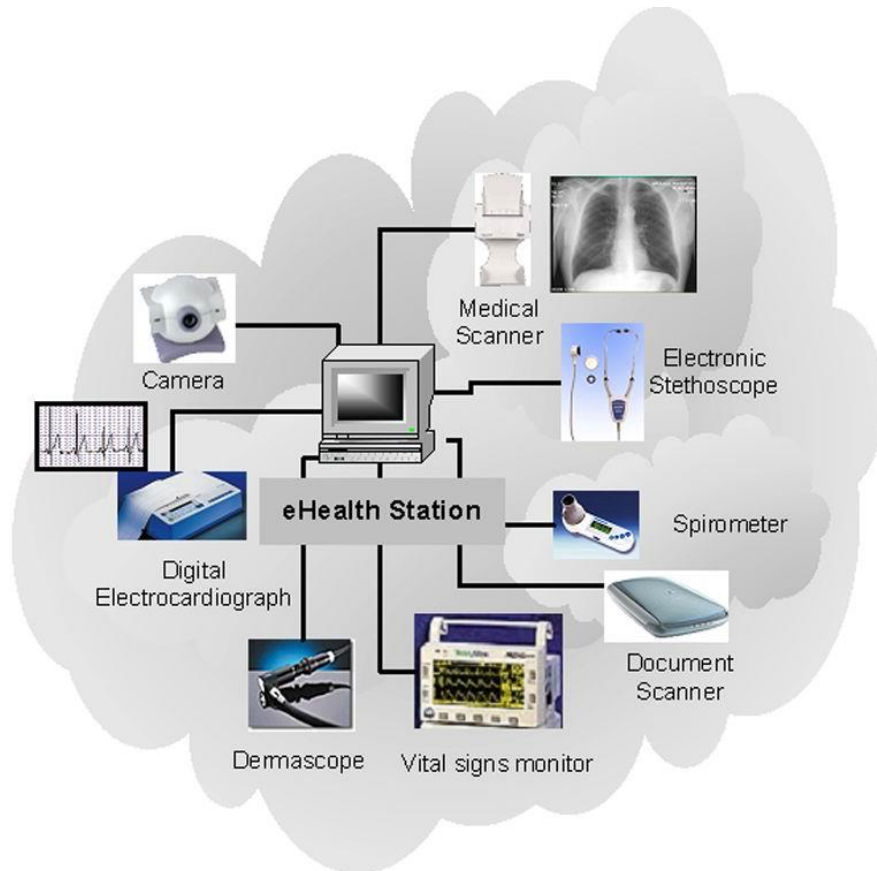 Medical
Scanner
Camera
Electronic
Stethoscope
eHealth Station
Spirometer
Digital
Electrocardiograph
Document
Scanner
Dermascope
Vital signs monitor